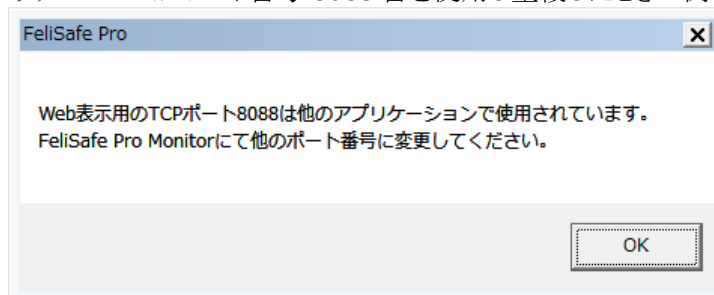 FeliSafe Pro
Web表示用のTCPポート8088は他のアプリケーションで使用されています。
FeliSafe Pro Monitorにて他のポート番号に変更してください。
OK